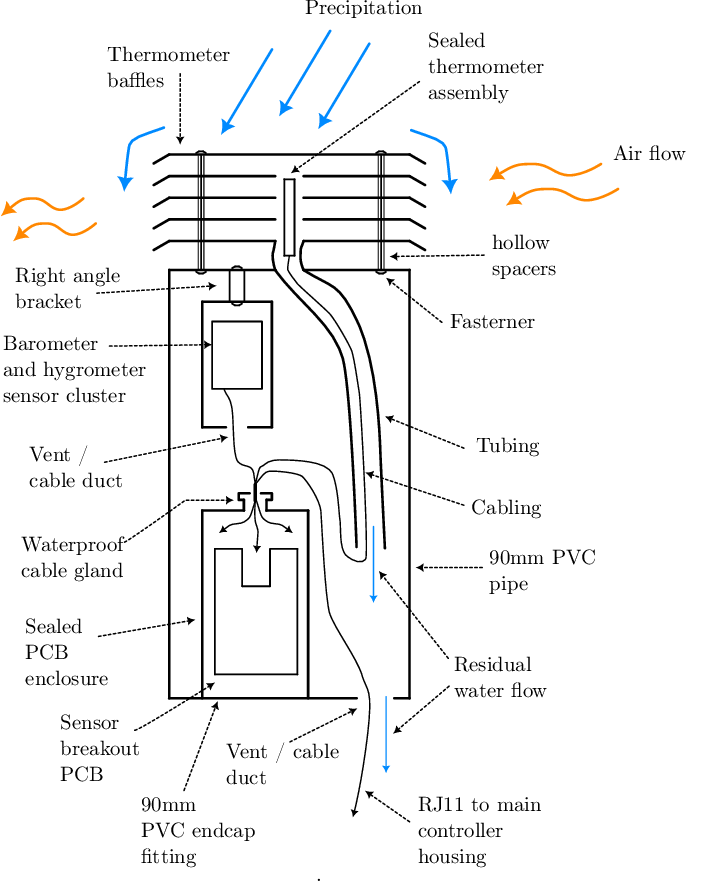 Precipitation
Thermometer
baffles
Sealed
thermometer
assembly
Air flow
hollow
spacers
Right angle
bracket
Fasterner
Barometer
and hygrometer
sensor cluster
Vent /
cable duct
Tubing
Cabling
Waterproof
cable gland
90mm PVC
pipe
Sealed
PCB
enclosure
Residual
water flow
Sensor
breakout
PCB
Vent / cable
duct
90mm
PVC endcap
fitting
RJ11 to main
controller
housing